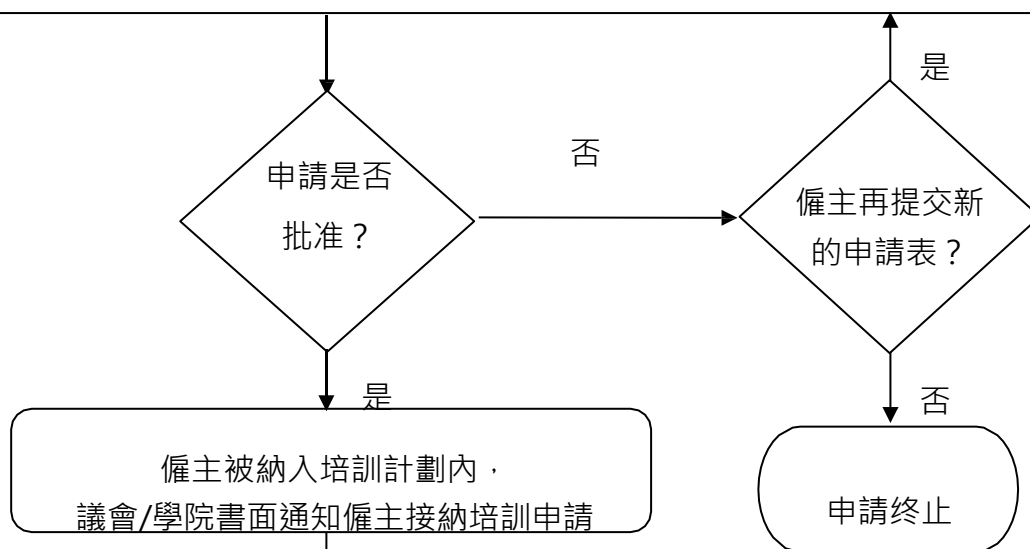 是
申請是否
批准？
否
僱主再提交新
的申請表？
是
否
僱主被納入培訓計劃內，
議會/學院書面通知僱主接納培訓申請
申請终止